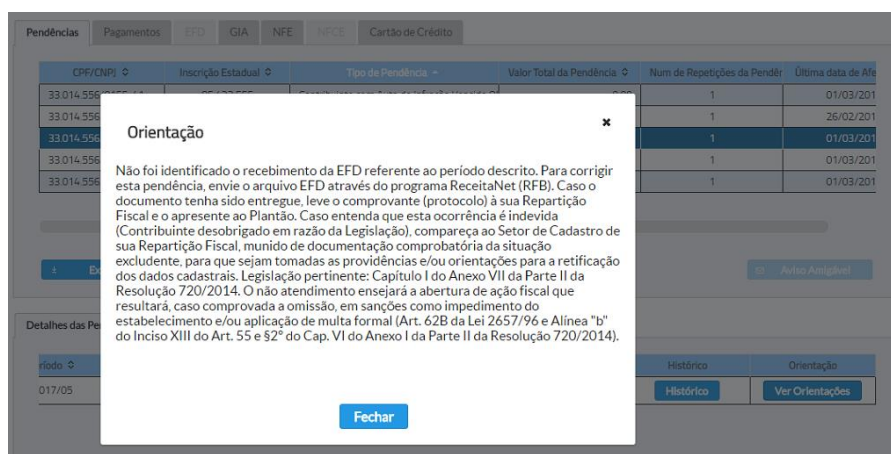 Pendências Pagamentos EFD GIA NFE NFCE Cartão de Crédito
CPF/CNPJ Inscrição Estadual Tipo de Pendência Valor Total da Pendência Num de Repetições da Pendêr Última data de Afe
33.014.556 1 01/03/201
33.014.556 1 26/02/201
33.014.556 1 01/03/201
33.014.556 1 01/03/201
33.014.556 1 01/03/201
Orientação
Não foi identificado o recebimento da EFD referente ao período descrito. Para corrigir
esta pendência, envie o arquivo EFD através do programa ReceitaNet (RFB). Caso o
documento tenha sido entregue, leve o comprovante (protocolo) à sua Repartição
Fiscal e o apresente ao Plantão. Caso entenda que esta ocorrência é indevida
(Contribuinte desobrigado em razão da Legislação), compareça ao Setor de Cadastro de
sua Repartição Fiscal, munido de documentação comprobatória da situação
excludente, para que sejam tomadas as providências e/ou orientações para a retificação
dos dados cadastrais. Legislação pertinente: Capítulo I do Anexo VII da Parte II da
Resolução 720/2014. O não atendimento ensejará a abertura de ação fiscal que
resultará, caso comprovada a omissão, em sanções como impedimento do
estabelecimento e/ou aplicação de multa formal (Art. 62B da Lei 2657/96 e Alínea "b"
do Inciso XIII do Art. 55 e §2º do Cap. VI do Anexo I da Parte II da Resolução 720/2014).
Fechar
Ex
Aviso Amigável
Detalhes das Pe
ríodo Histórico Orientação
017/05 Histórico Ver Orientações